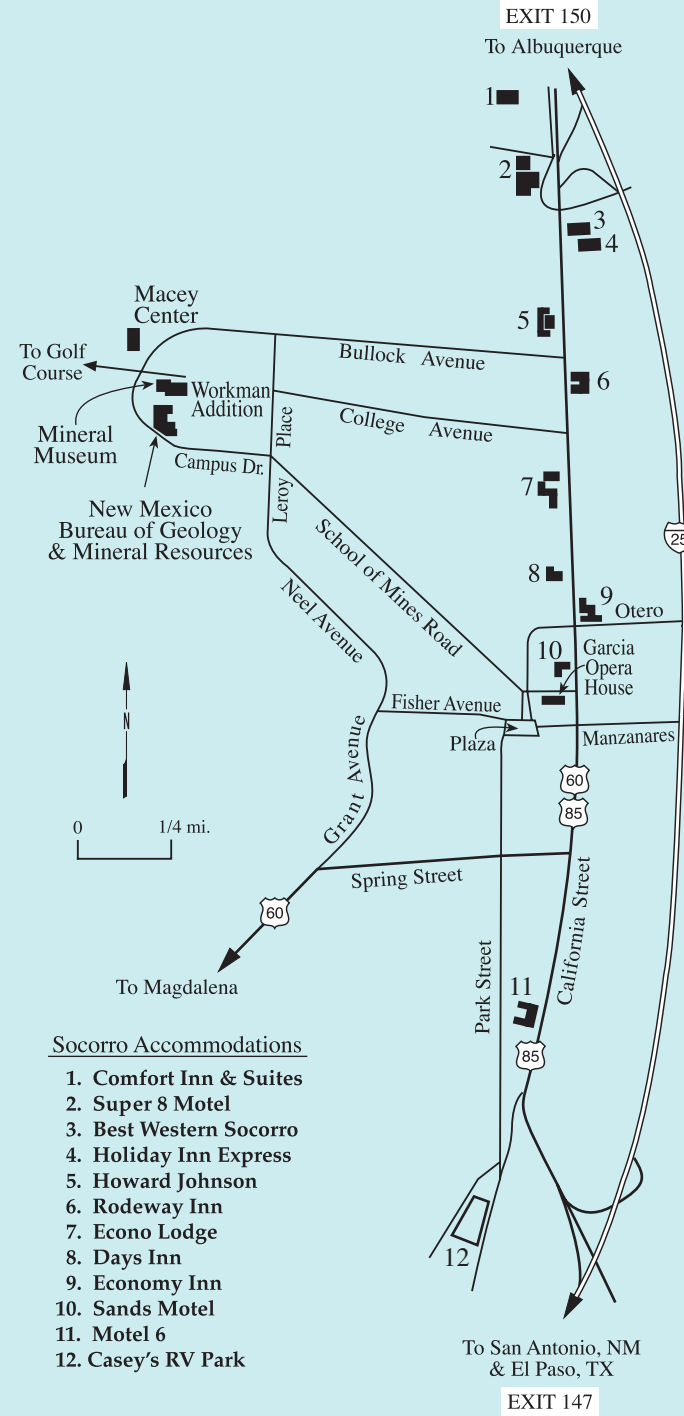 EXIT 150
To Albuquerque
1
2
3
4
Macey
Center
5
To Golf
Course
Bullock Avenue
6
Workman
Addition
Place
College Avenue
Mineral
Museum
Campus Dr.
7
Leroy
New Mexico
Bureau of Geology
& Mineral Resources
School of Mines Road
25
8
Neel Avenue
9
Otero
10
Garcia
Opera
House
N
Fisher Avenue
Plaza
Manzanares
Grant Avenue
60
85
0 1/4 mi.
Spring Street
California Street
60
To Magdalena
Park Street
11
85
Socorro Accommodations
1. Comfort Inn & Suites
2. Super 8 Motel
3. Best Western Socorro
4. Holiday Inn Express
5. Howard Johnson
6. Rodeway Inn
7. Econo Lodge
8. Days Inn
9. Economy Inn
10. Sands Motel
11. Motel 6
12. Casey's RV Park
12
To San Antonio, NM
& El Paso, TX
EXIT 147